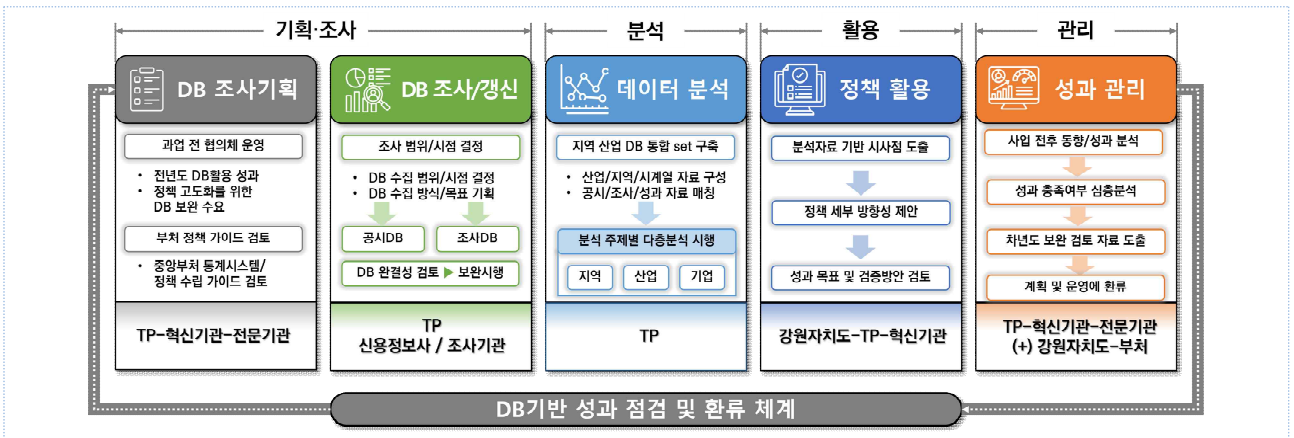 기획·조사
분석
활용
관리
DB 조사기획
과업 전 협의체 운영
• 전년도 DB활용 성과
• 정책 고도화를 위한
DB 보완 수요
부처 정책 가이드 검토
• 중앙부처 통계시스템/
정책 수립 가이드 검토
TP-혁신기관-전문기관
DB 조사/갱신
조사 범위/시점 결정
• DB 수집 범위/시점 결정
• DB 수집 방식/목표 기획
공시DB
조사DB
DB 완결성 검토 ▶ 보완시행
TP
신용정보사 / 조사기관
데이터 분석
지역 산업 DB 통합 set 구축
• 산업/지역/시계열 자료 구성
• 공시/조사/성과 자료 매칭
분석 주제별 다층분석 시행
지역
산업
기업
TP
정책 활용
분석자료 기반 시사점 도출
정책 세부 방향성 제안
성과 목표 및 검증방안 검토
강원자치도-TP-혁신기관
성과 관리
사업 전후 동향/성과 분석
성과 충족여부 심층분석
차년도 보완 검토 자료 도출
계획 및 운영에 환류
TP-혁신기관-전문기관
(+) 강원자치도-부처
DB기반 성과 점검 및 환류 체계